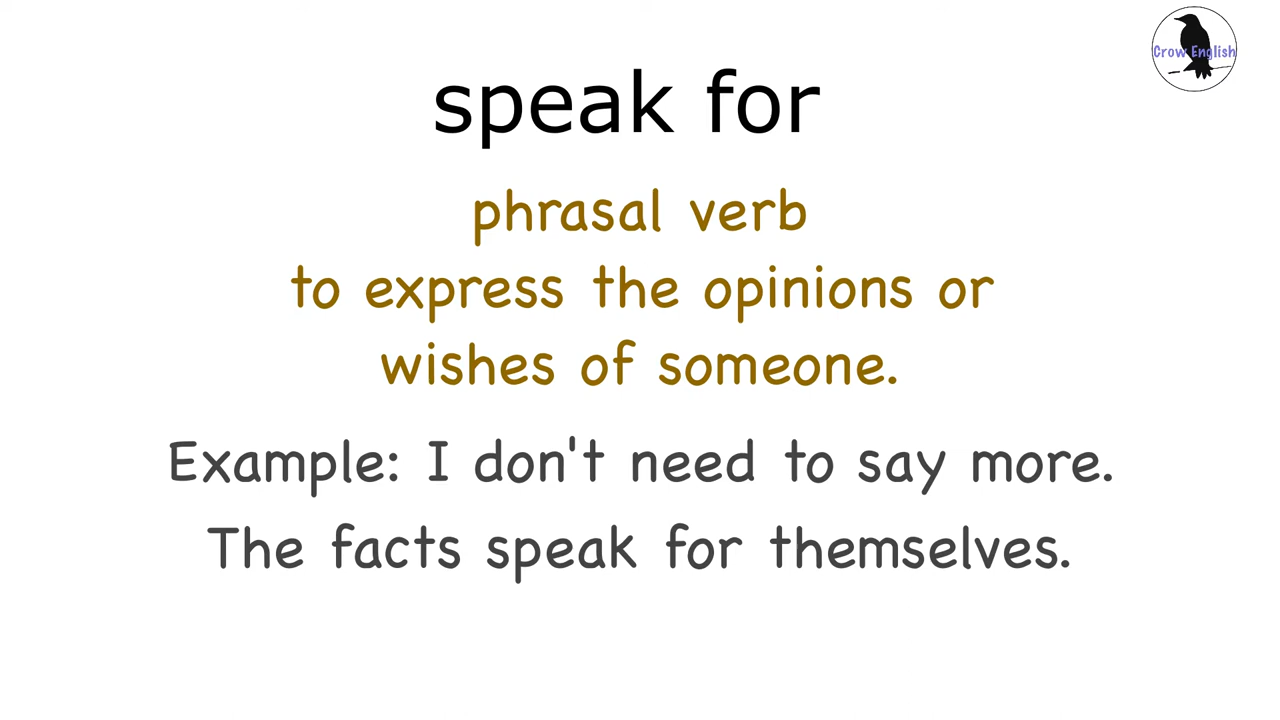 Crow English
speak for
phrasal verb
to express the opinions or
wishes of someone.
Example: I don't need to say more.
The facts speak for themselves.